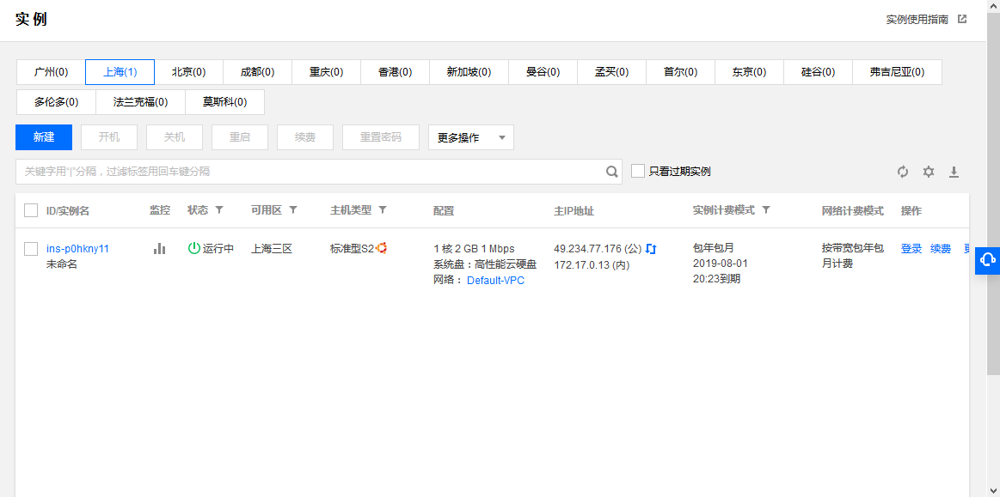 实例
实例使用指南
广州(0) 上海(1) 北京(0) 成都(0) 重庆(0) 香港(0) 新加坡(0) 曼谷(0) 孟买(0) 首尔(0) 东京(0) 硅谷(0) 弗吉尼亚(0)
多伦多(0) 法兰克福(0) 莫斯科(0)
新建 开机 关机 重启 续费 重置密码 更多操作
关键字用“|”分隔，过滤标签用回车键分隔 只看过期实例
ID/实例名 监控 状态 可用区 主机类型 配置 主IP地址 实例计费模式 网络计费模式 操作
ins-p0hkny11 运行中 上海三区 标准型S2 1 核 2 GB 1 Mbps 49.234.77.176 (公) 包年包月 按带宽包年包 登录 续费
未命名 系统盘：高性能云硬盘 172.17.0.13 (内) 2019-08-01 月计费
网络： Default-VPC 20:23到期